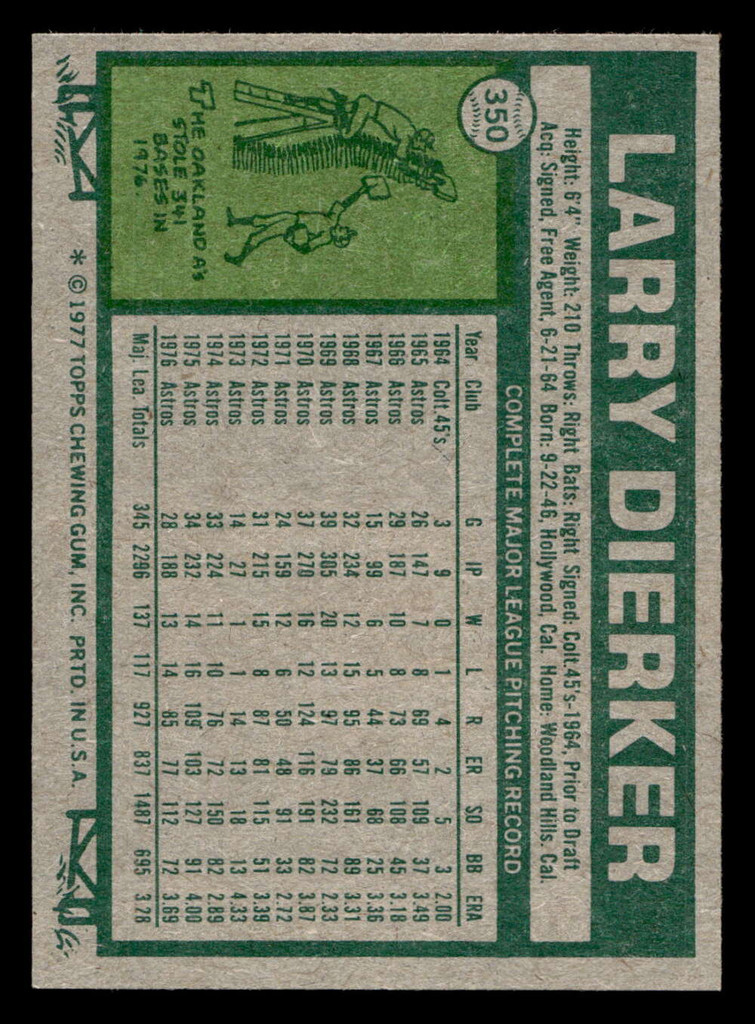 LARRY DIERKER
350
Height: 6'4" Weight: 210 Throws: Right Bats: Right Signed: Colt.45's-1964, Prior to Draft
Acq: Signed, Free Agent, 6-21-64 Born: 9-22-46, Hollywood, Cal. Home: Woodland Hills, Cal.
COMPLETE MAJOR LEAGUE PITCHING RECORD
Year Club G IP W L R ER SO BB ERA
1964 Colt.45's 3 9 0 1 4 2 5 3 2.00
1965 Astros 26 147 7 8 69 57 109 37 3.49
1966 Astros 29 187 10 8 73 66 108 45 3.18
1967 Astros 15 99 6 5 44 37 68 25 3.36
1968 Astros 32 234 12 15 95 86 161 89 3.31
1969 Astros 39 305 20 13 97 79 232 72 2.33
1970 Astros 37 270 16 12 124 116 191 82 3.87
1971 Astros 24 159 12 6 50 48 91 33 2.72
1972 Astros 31 215 15 8 87 81 115 51 3.39
1973 Astros 14 27 1 1 14 13 18 13 4.33
1974 Astros 33 224 11 10 76 72 150 82 2.89
1975 Astros 34 232 14 16 109 103 127 91 4.00
1976 Astros 28 188 13 14 85 77 112 72 3.69
Maj. Lea. Totals 345 2296 137 117 927 837 1487 695 3.28
THE OAKLAND A's
STOLE 341
BASES IN
1976.
* © 1977 TOPPS CHEWING GUM, INC. PRTD. IN U.S.A.